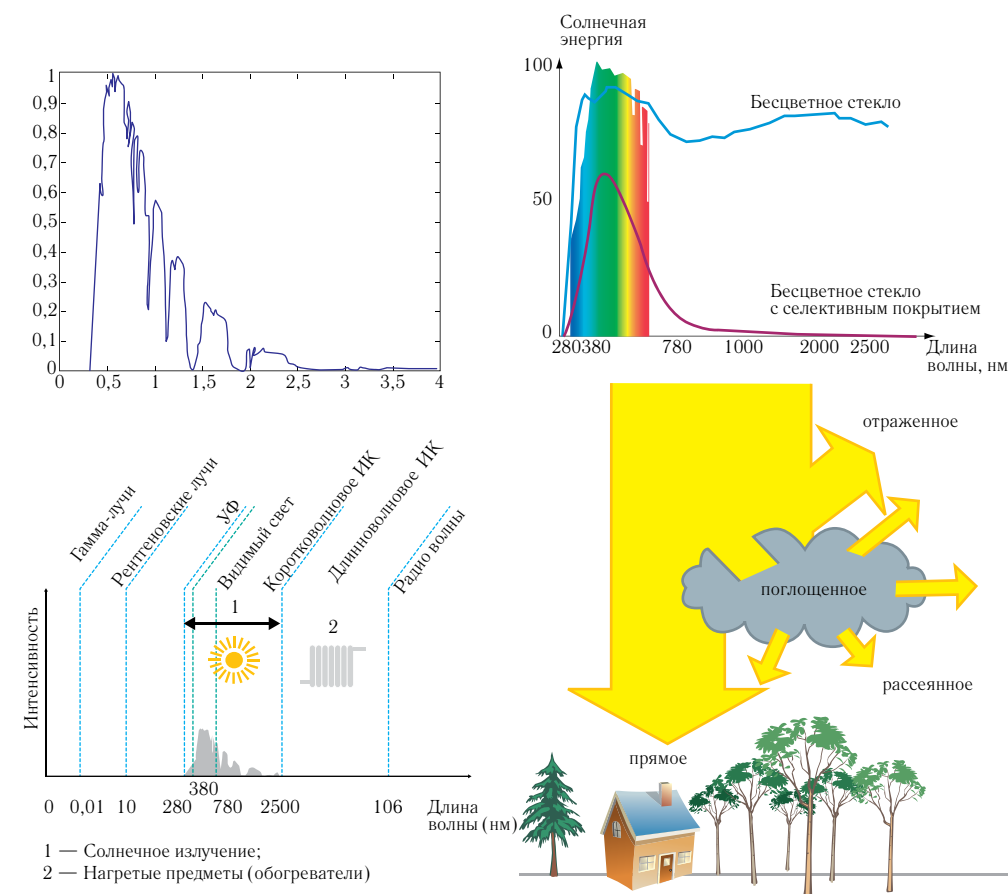 1
0,9
0,8
0,7
0,6
0,5
0,4
0,3
0,2
0,1
0
0 0,5 1 1,5 2 2,5 3 3,5 4
Солнечная
энергия
100
50
0
Бесцветное стекло
Бесцветное стекло
с селективным покрытием
280 380 780 1000 2000 2500 Длина
волны, нм
Гамма-лучи
Рентгеновские лучи
УФ
Видимый свет
Коротковолновое ИК
Длинноволновое ИК
Радио волны
Интенсивность
1
2
380
0 0,01 10 280 780 2500 106 Длина
волны (нм)
1 — Солнечное излучение;
2 — Нагретые предметы (обогреватели)
отраженное
поглощенное
рассеянное
прямое